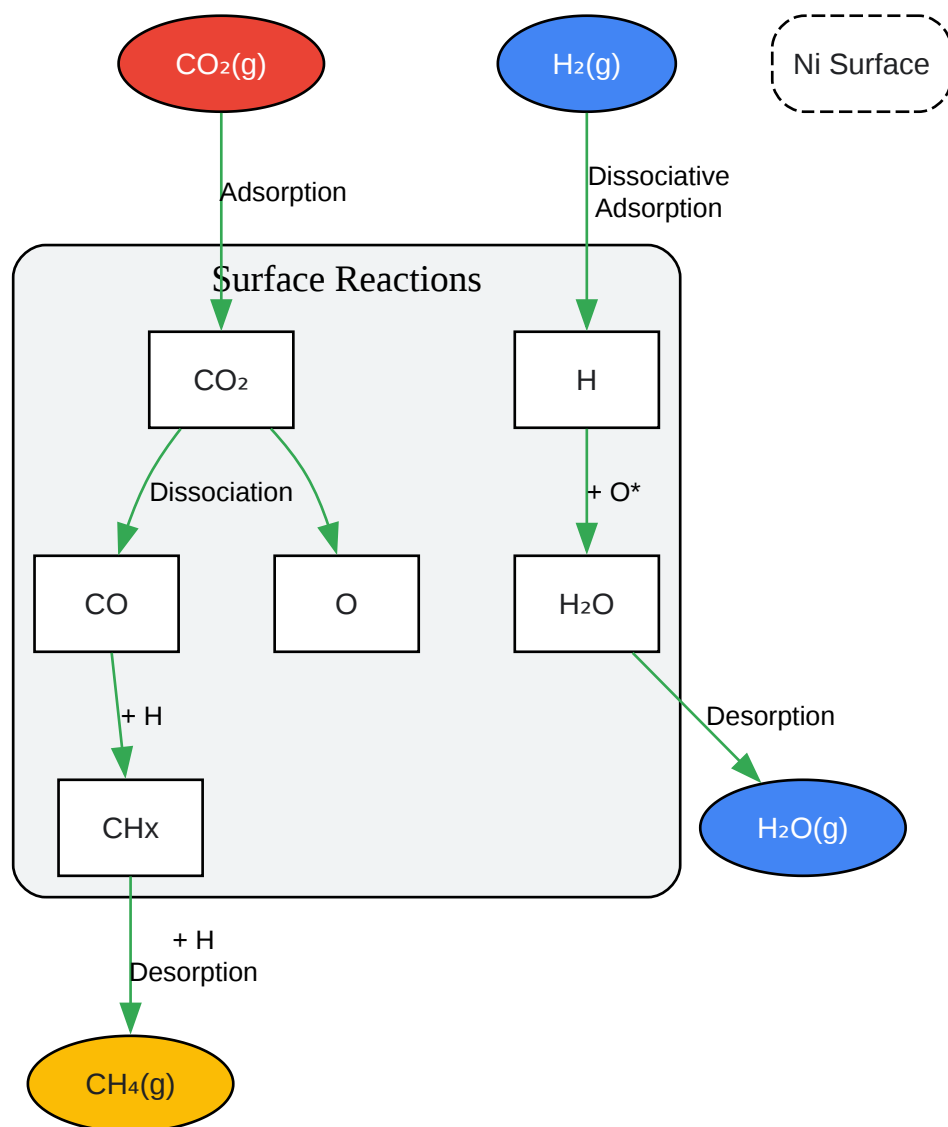 CO₂(g)
H₂(g)
Ni Surface
Adsorption
Dissociative
Adsorption
Surface Reactions
CO₂
H
Dissociation
+ O*
CO
O
H₂O
+ H
Desorption
CHx
H₂O(g)
+ H
Desorption
CH₄(g)